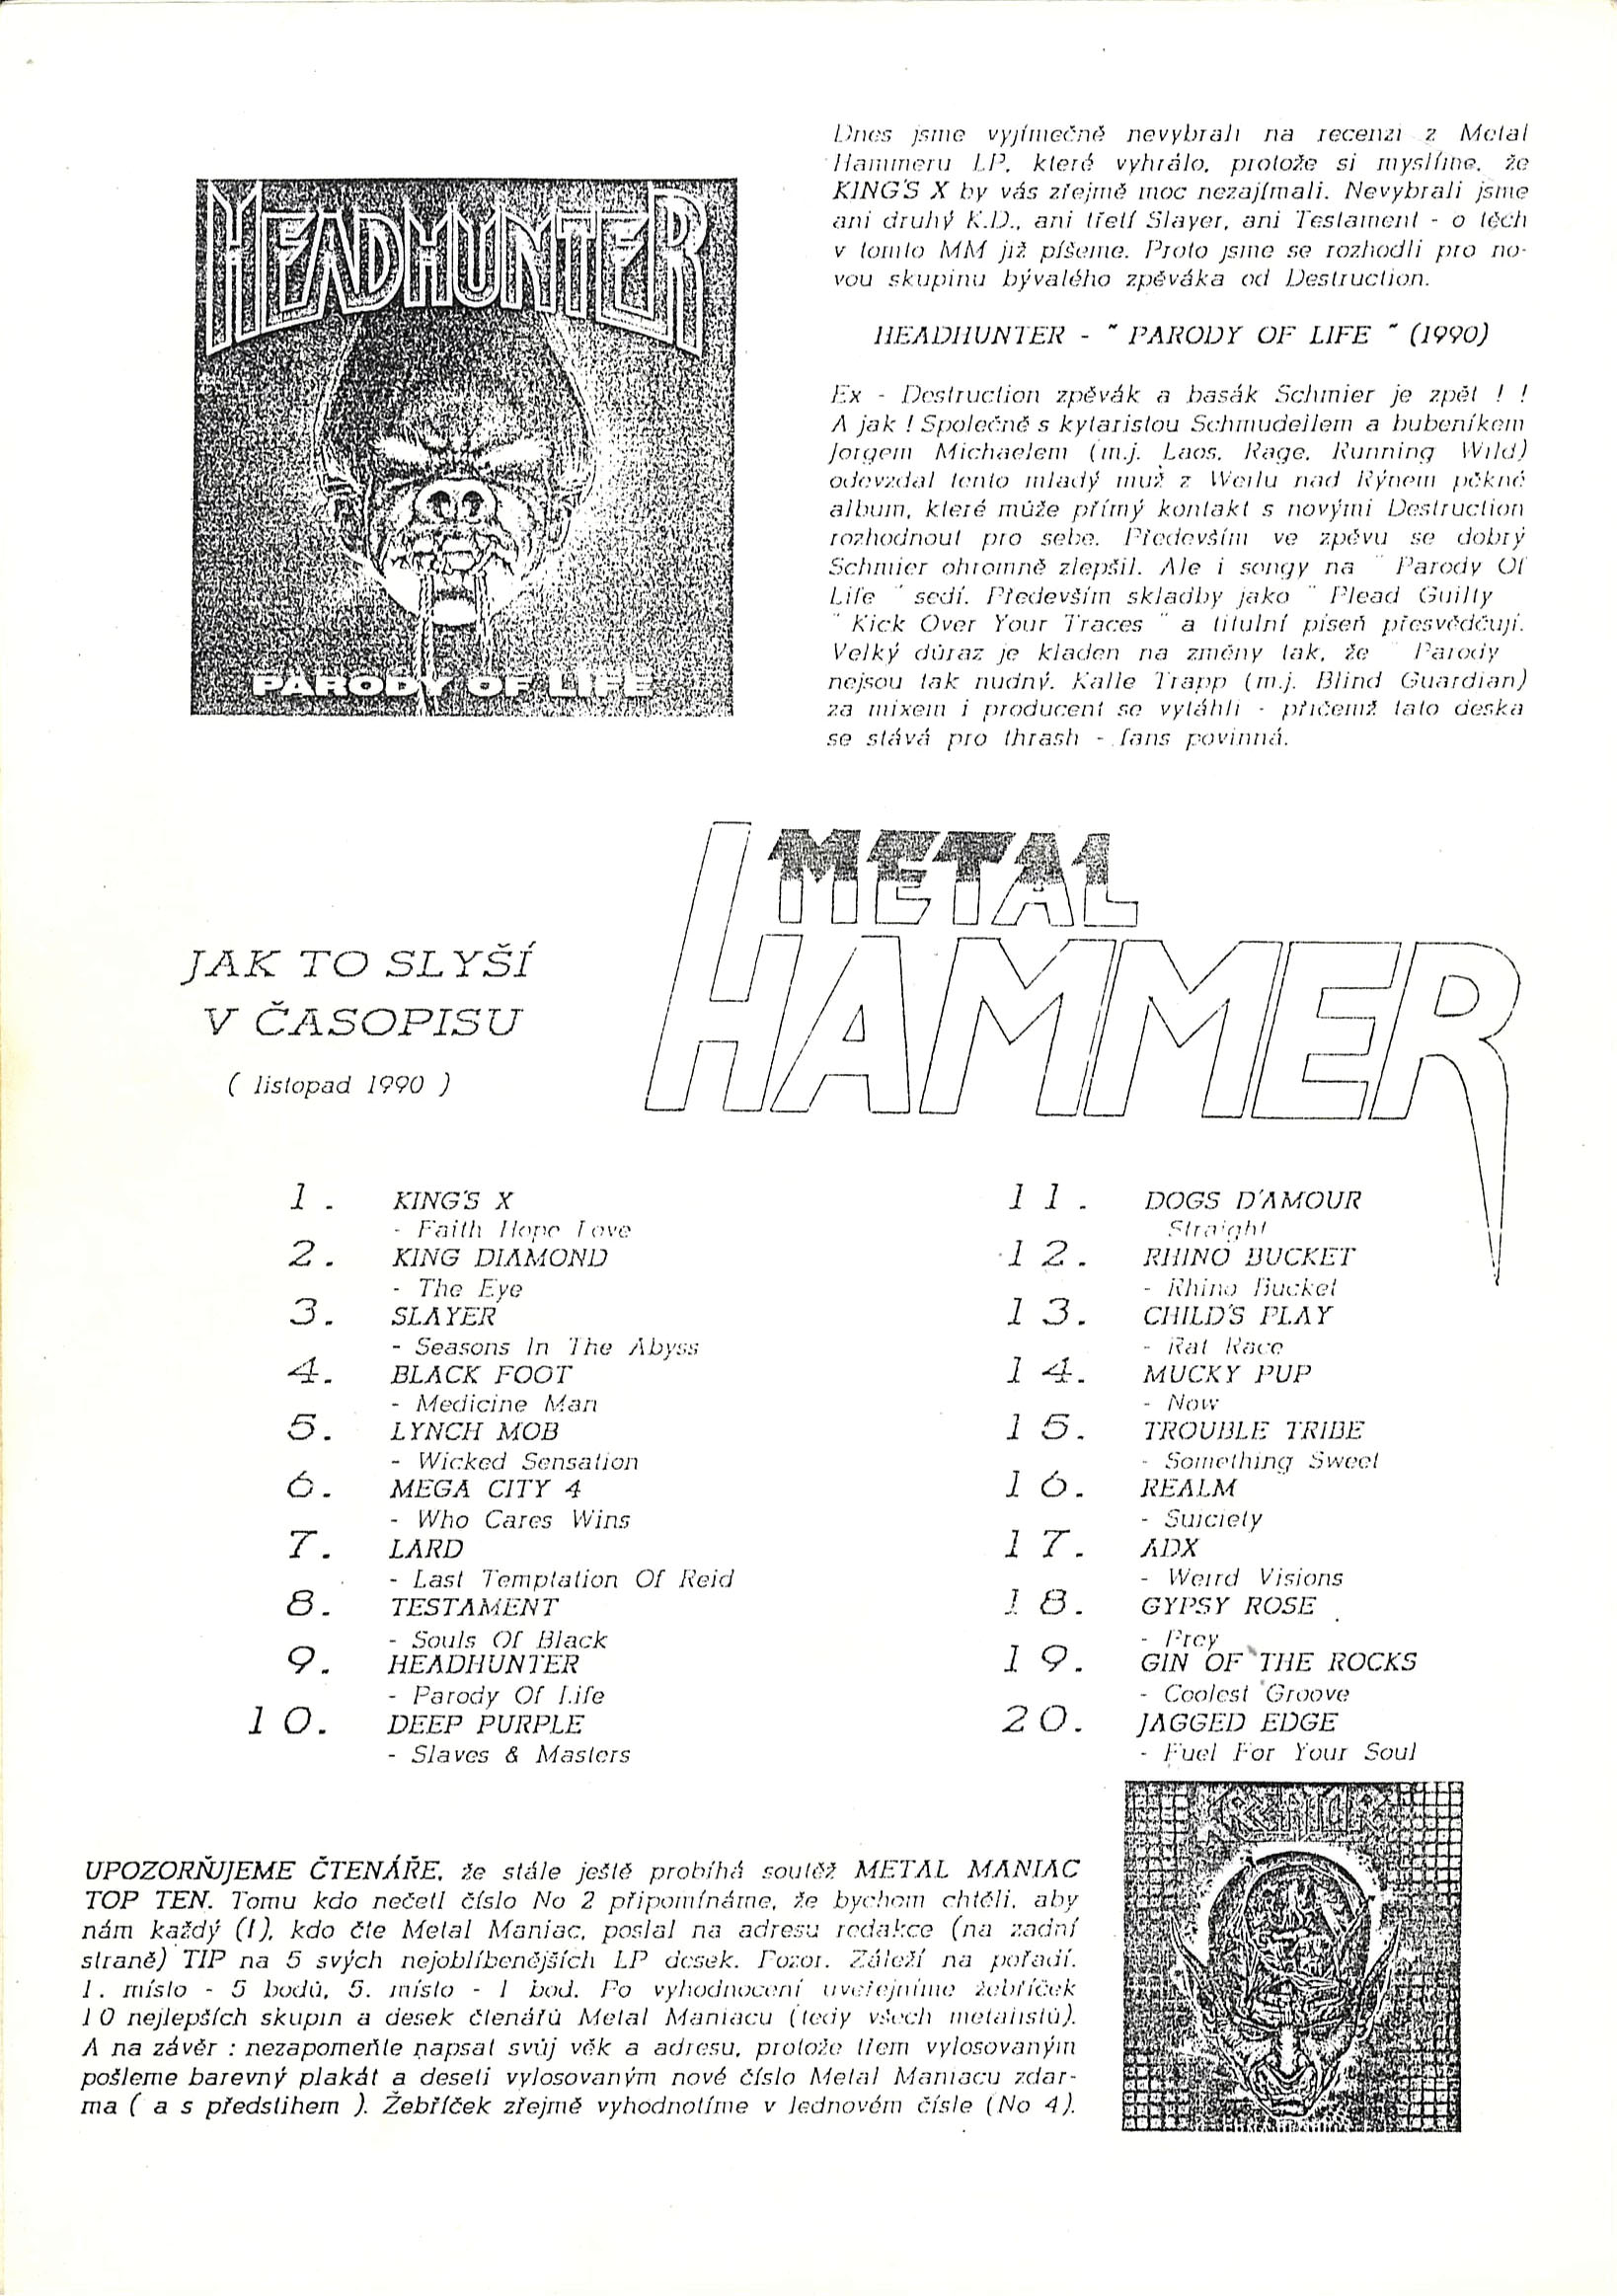 HEADHUNTER
PARODY OF LIFE
Dnes jsme vyjímečně nevybrali na recenzi z Metal
Hammeru LP, které vyhrálo, protože si myslíme, že
KING'S X by vás zřejmě moc nezajímali. Nevybrali jsme
ani druhý K.D., ani třetí Slayer, ani Testament - o těch
v tomto MM již píšeme. Proto jsme se rozhodli pro no-
vou skupinu bývalého zpěváka od Destruction.
HEADHUNTER - " PARODY OF LIFE " (1990)
Ex - Destruction zpěvák a basák Schmier je zpět ! !
A jak ! Společně s kytaristou Schmudeilem a bubeníkem
Jorgem Michaelem (m.j. Laos, Rage, Running Wild)
odevzdal tento mladý muž z Weilu nad Rýnem pěkné
album, které může přímý kontakt s novými Destruction
rozhodnout pro sebe. Především ve zpěvu se dobrý
Schmier ohromně zlepšil. Ale i songy na " Parody Of
Life " sedí. Především skladby jako " Plead Guilty
" Kick Over Your Traces " a titulní píseň přesvědčují.
Velký důraz je kladen na změny tak, že " Parody
nejsou tak nudný. Kalle Trapp (m.j. Blind Guardian)
za mixem i producent se vytáhli - přičemž tato deska
se stává pro thrash - fans povinná.
METAL
HAMMER
JAK TO SLYŠÍ
V ČASOPISU
( listopad 1990 )
1. KING'S X
- Faith Hope Love
2. KING DIAMOND
- The Eye
3. SLAYER
- Seasons In The Abyss
4. BLACK FOOT
- Medicine Man
5. LYNCH MOB
- Wicked Sensation
6. MEGA CITY 4
- Who Cares Wins
7. LARD
- Last Temptation Of Reid
8. TESTAMENT
- Souls Of Black
9. HEADHUNTER
- Parody Of Life
10. DEEP PURPLE
- Slaves & Masters
11. DOGS D'AMOUR
Straight
12. RHINO BUCKET
- Rhino Bucket
13. CHILD'S PLAY
- Rat Race
14. MUCKY PUP
- Now
15. TROUBLE TRIBE
- Something Sweet
16. REALM
- Suiciety
17. ADX
- Weird Visions
18. GYPSY ROSE
- Prey
19. GIN OF THE ROCKS
- Coolest Groove
20. JAGGED EDGE
- Fuel For Your Soul
UPOZORŇUJEME ČTENÁŘE, že stále ještě probíhá soutěž METAL MANIAC
TOP TEN. Tomu kdo nečetl číslo No 2 připomínáme, že bychom chtěli, aby
nám každý (!), kdo čte Metal Maniac, poslal na adresu redakce (na zadní
straně) TIP na 5 svých nejoblíbenějších LP desek. Pozor. Záleží na pořadí.
1. místo - 5 bodů, 5. místo - 1 bod. Po vyhodnocení uveřejníme žebříček
10 nejlepších skupin a desek čtenářů Metal Maniacu (tedy všech metalistů).
A na závěr : nezapomeňte napsat svůj věk a adresu, protože třem vylosovaným
pošleme barevný plakát a deseti vylosovaným nové číslo Metal Maniacu zdar-
ma ( a s předstihem ). Žebříček zřejmě vyhodnotíme v lednovém čísle (No 4).
KREATOR